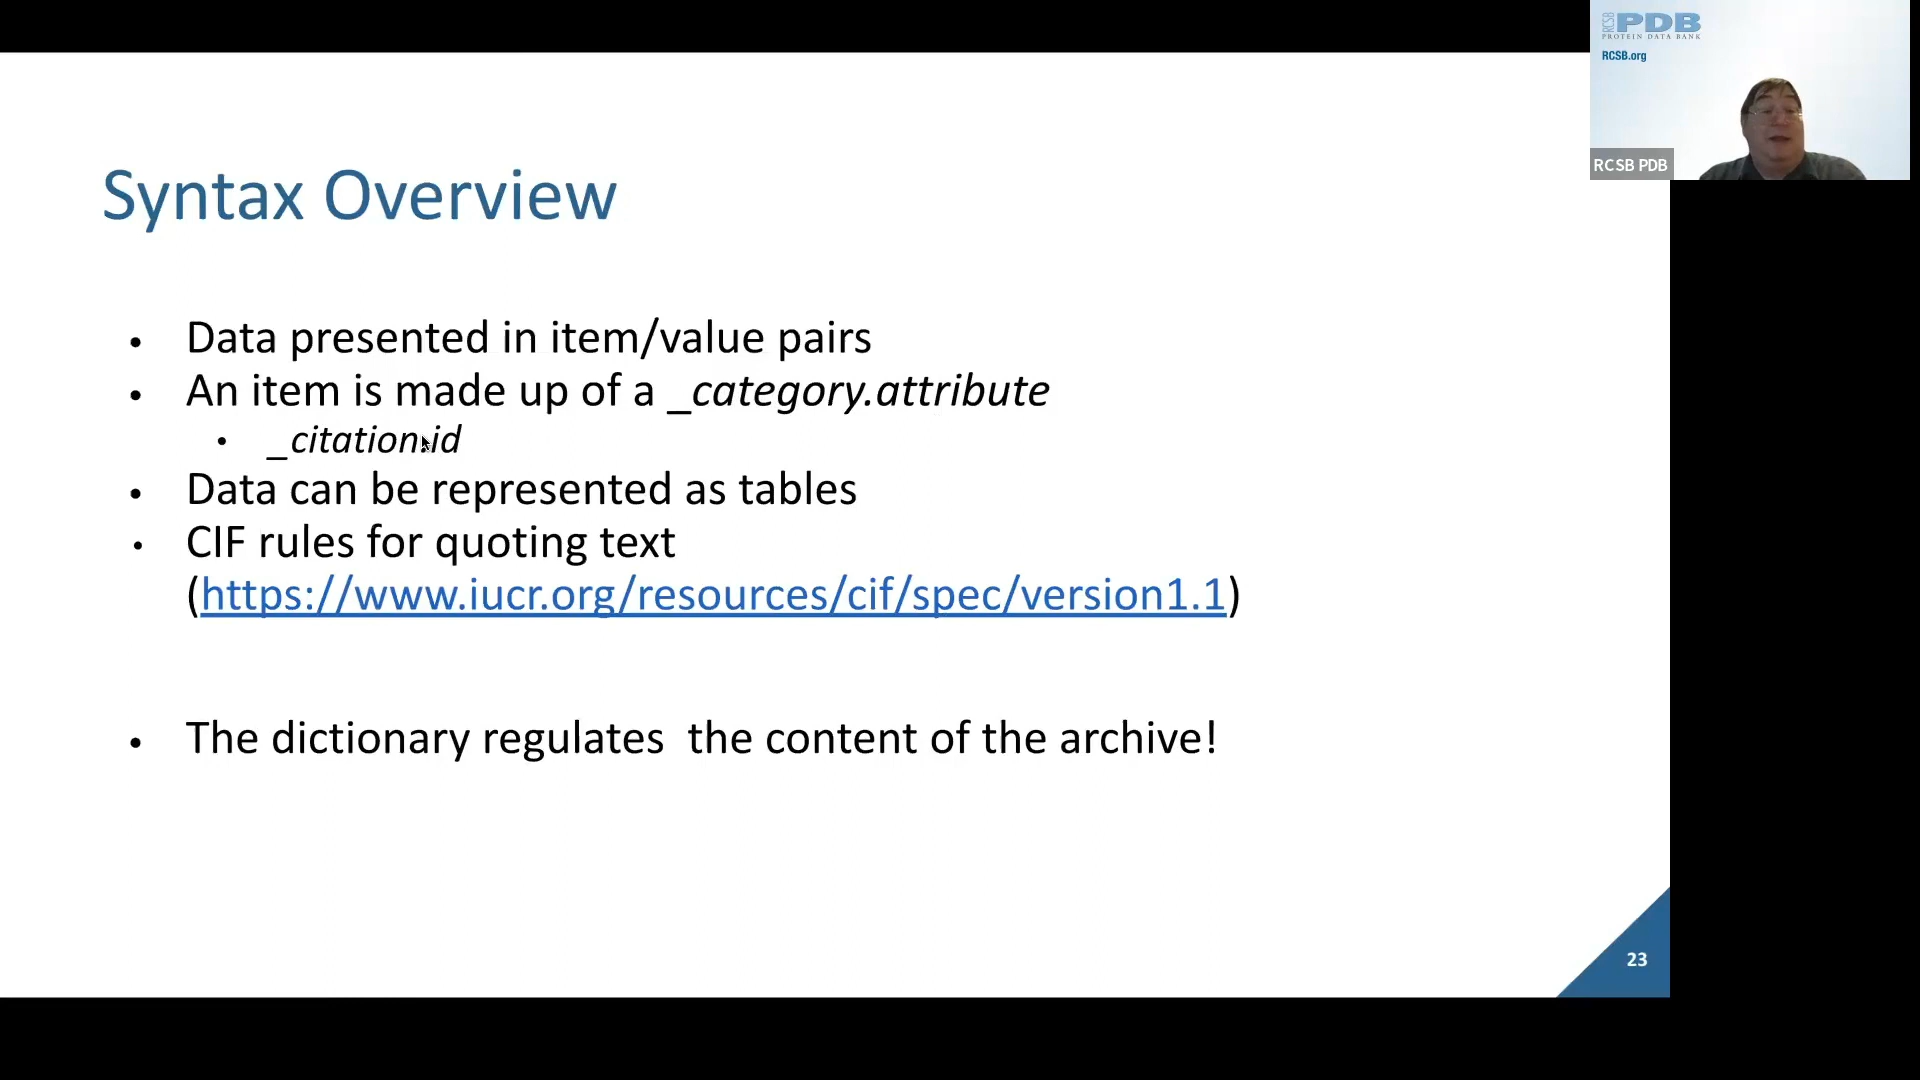 RCSB PDB
PROTEIN DATA BANK
RCSB.org
RCSB PDB
Syntax Overview
• Data presented in item/value pairs
• An item is made up of a _category.attribute
• _citation.id
• Data can be represented as tables
• CIF rules for quoting text
(https://www.iucr.org/resources/cif/spec/version1.1)
• The dictionary regulates  the content of the archive!
23